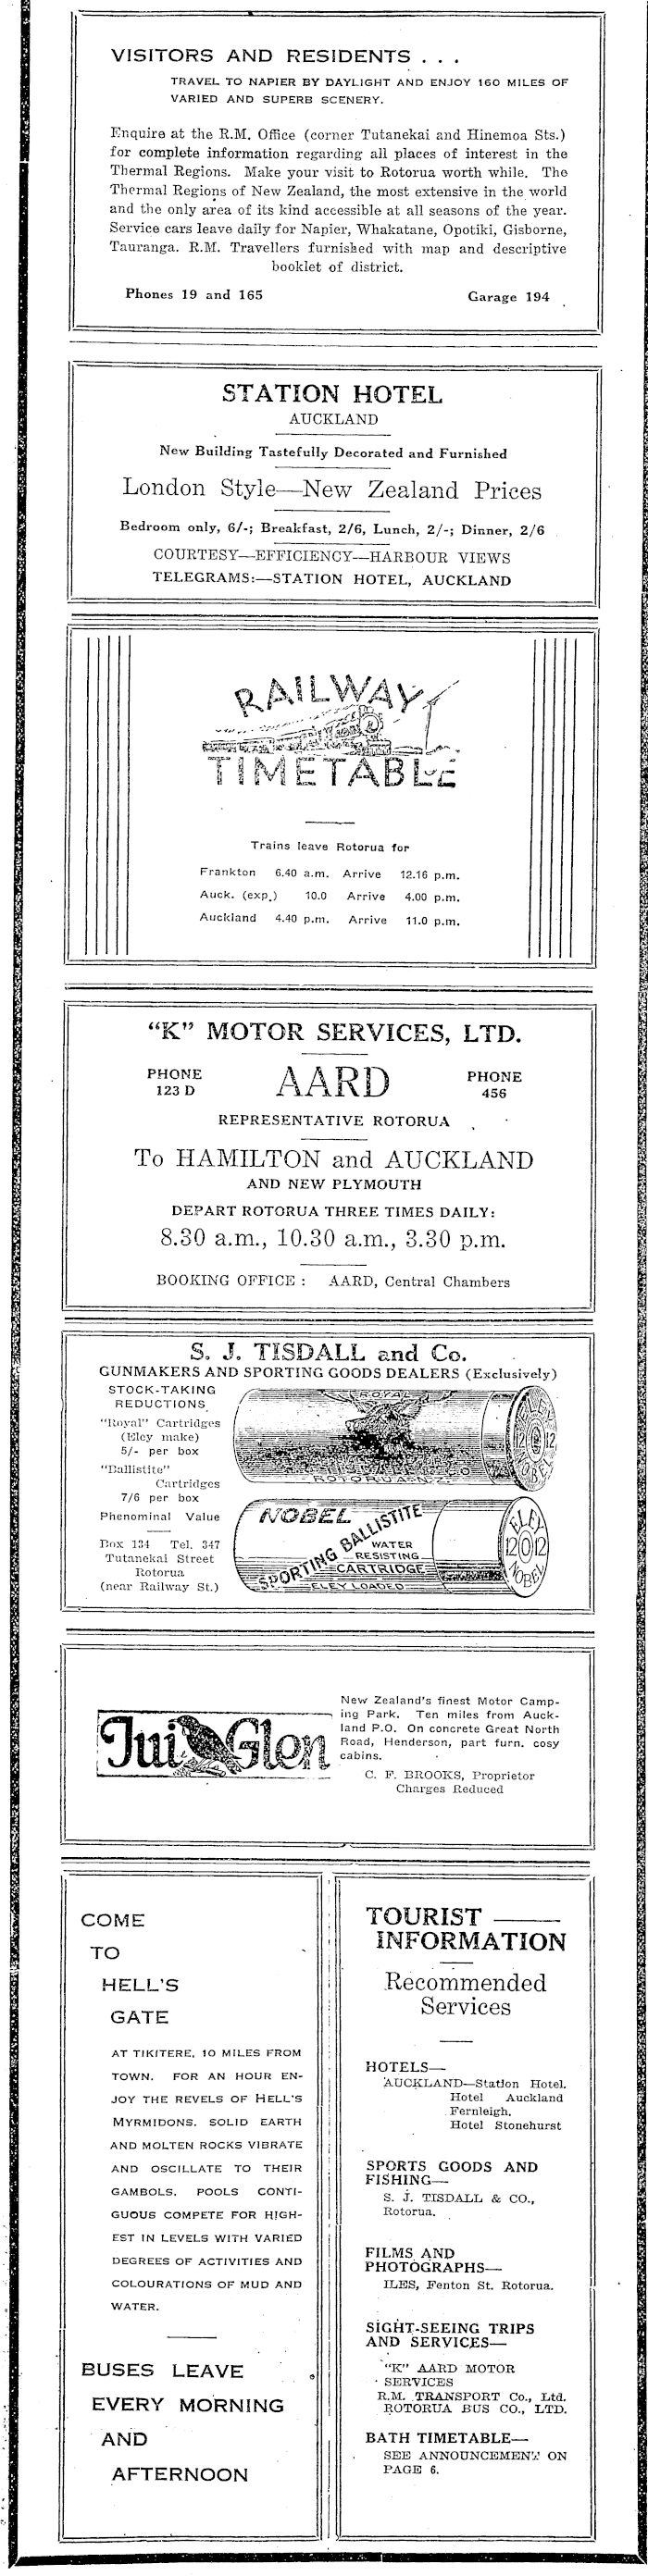 VISITORS AND RESIDENTS . . .
TRAVEL TO NAPIER BY DAYLIGHT AND ENJOY 160 MILES OF
VARIED AND SUPERB SCENERY.
Enquire at the R.M. Office (corner Tutanekai and Hinemoa Sts.)
for complete information regarding all places of interest in the
Thermal Regions. Make your visit to Rotorua worth while. The
Thermal Regions of New Zealand, the most extensive in the world
and the only area of its kind accessible at all seasons of the year.
Service cars leave daily for Napier, Whakatane, Opotiki, Gisborne,
Tauranga. R.M. Travellers furnished with map and descriptive
booklet of district.
Phones 19 and 165 Garage 194
STATION HOTEL
AUCKLAND
New Building Tastefully Decorated and Furnished
London Style—New Zealand Prices
Bedroom only, 6/-; Breakfast, 2/6, Lunch, 2/-; Dinner, 2/6
COURTESY—EFFICIENCY—HARBOUR VIEWS
TELEGRAMS:—STATION HOTEL, AUCKLAND
RAILWAY
TIMETABLE
Trains leave Rotorua for
Frankton 6.40 a.m. Arrive 12.16 p.m.
Auck. (exp.) 10.0 Arrive 4.00 p.m.
Auckland 4.40 p.m. Arrive 11.0 p.m.
"K" MOTOR SERVICES, LTD.
PHONE 123 D
AARD
PHONE 456
REPRESENTATIVE ROTORUA
To HAMILTON and AUCKLAND
AND NEW PLYMOUTH
DEPART ROTORUA THREE TIMES DAILY:
8.30 a.m., 10.30 a.m., 3.30 p.m.
BOOKING OFFICE : AARD, Central Chambers
S. J. TISDALL and Co.
GUNMAKERS AND SPORTING GOODS DEALERS (Exclusively)
STOCK-TAKING
REDUCTIONS
"Royal" Cartridges
(Eley make)
5/- per box
"Ballistite"
Cartridges
7/6 per box
Phenominal Value
Box 134 Tel. 347
Tutanekai Street
Rotorua
(near Railway St.)
ROYAL
ROTORUA N.Z.
ELEY
12 12
NOBEL
NOBEL
SPORTING BALLISTITE
WATER
RESISTING
CARTRIDGE
ELEY LOADED
ELEY
12 12
NOBEL
Tui Glen
New Zealand's finest Motor Camp-
ing Park. Ten miles from Auck-
land P.O. On concrete Great North
Road, Henderson, part furn. cosy
cabins.
C. F. BROOKS, Proprietor
Charges Reduced
COME
TO
HELL'S
GATE
AT TIKITERE, 10 MILES FROM
TOWN. FOR AN HOUR EN-
JOY THE REVELS OF HELL'S
MYRMIDONS. SOLID EARTH
AND MOLTEN ROCKS VIBRATE
AND OSCILLATE TO THEIR
GAMBOLS. POOLS CONTI-
GUOUS COMPETE FOR HIGH-
EST IN LEVELS WITH VARIED
DEGREES OF ACTIVITIES AND
COLOURATIONS OF MUD AND
WATER.
BUSES LEAVE
EVERY MORNING
AND
AFTERNOON
TOURIST ——
INFORMATION
Recommended
Services
HOTELS—
AUCKLAND—Station Hotel.
Hotel Auckland
Fernleigh.
Hotel Stonehurst
SPORTS GOODS AND
FISHING—
S. J. TISDALL & CO.,
Rotorua.
FILMS AND
PHOTOGRAPHS—
ILES, Fenton St. Rotorua.
SIGHT-SEEING TRIPS
AND SERVICES—
"K" AARD MOTOR
SERVICES
R.M. TRANSPORT Co., Ltd.
ROTORUA BUS CO., LTD.
BATH TIMETABLE—
SEE ANNOUNCEMENT ON
PAGE 6.